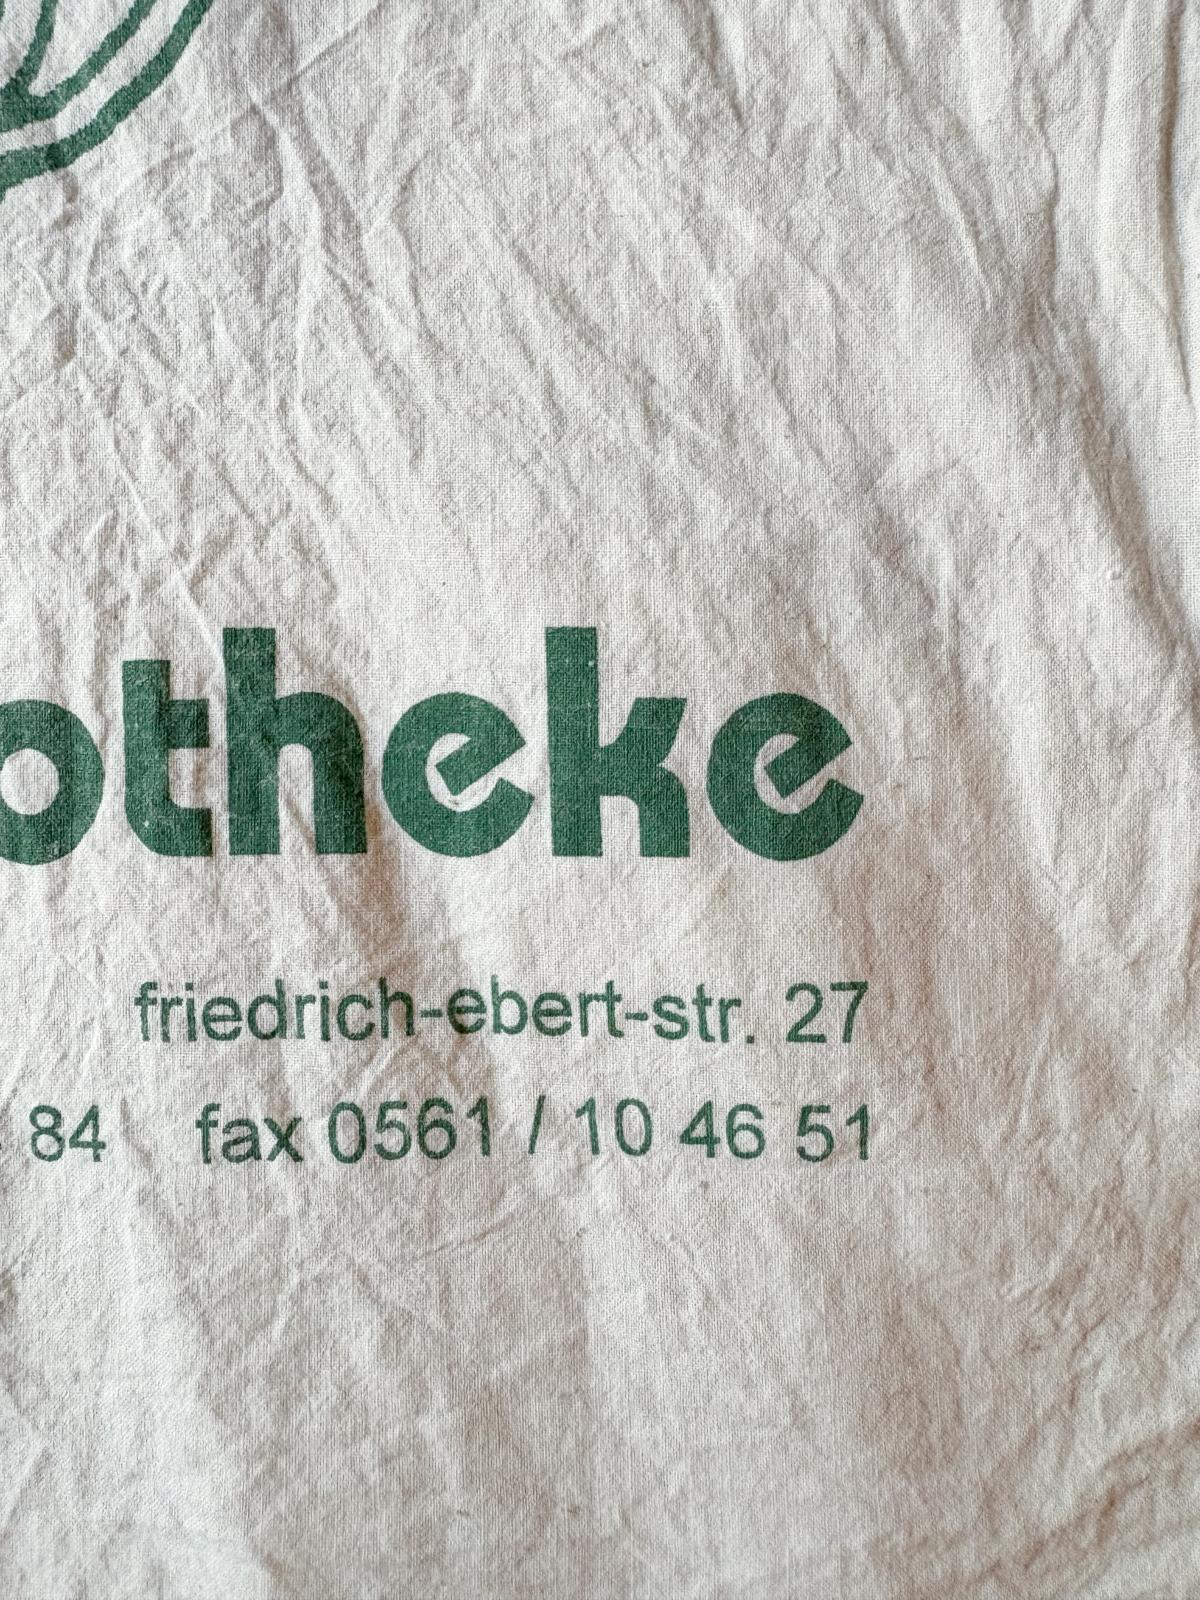 otheke
friedrich-ebert-str. 27
84 fax 0561 / 10 46 51